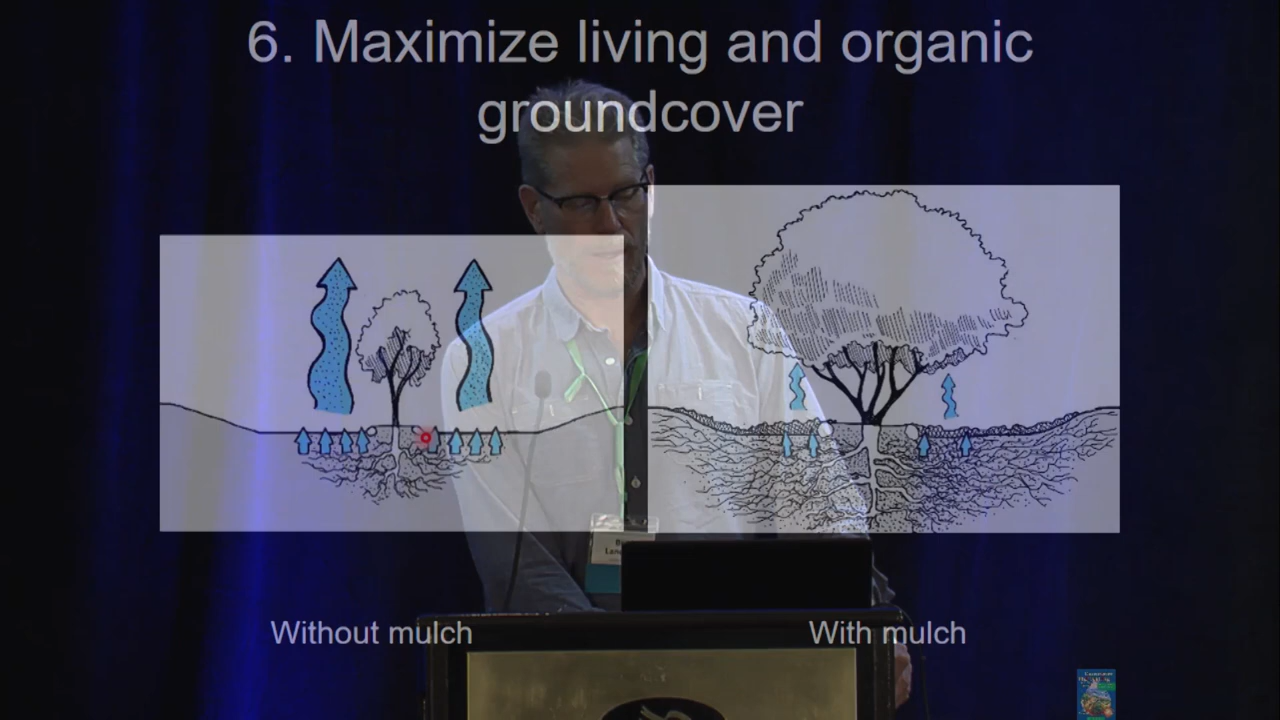 6. Maximize living and organic
groundcover
Without mulch
With mulch